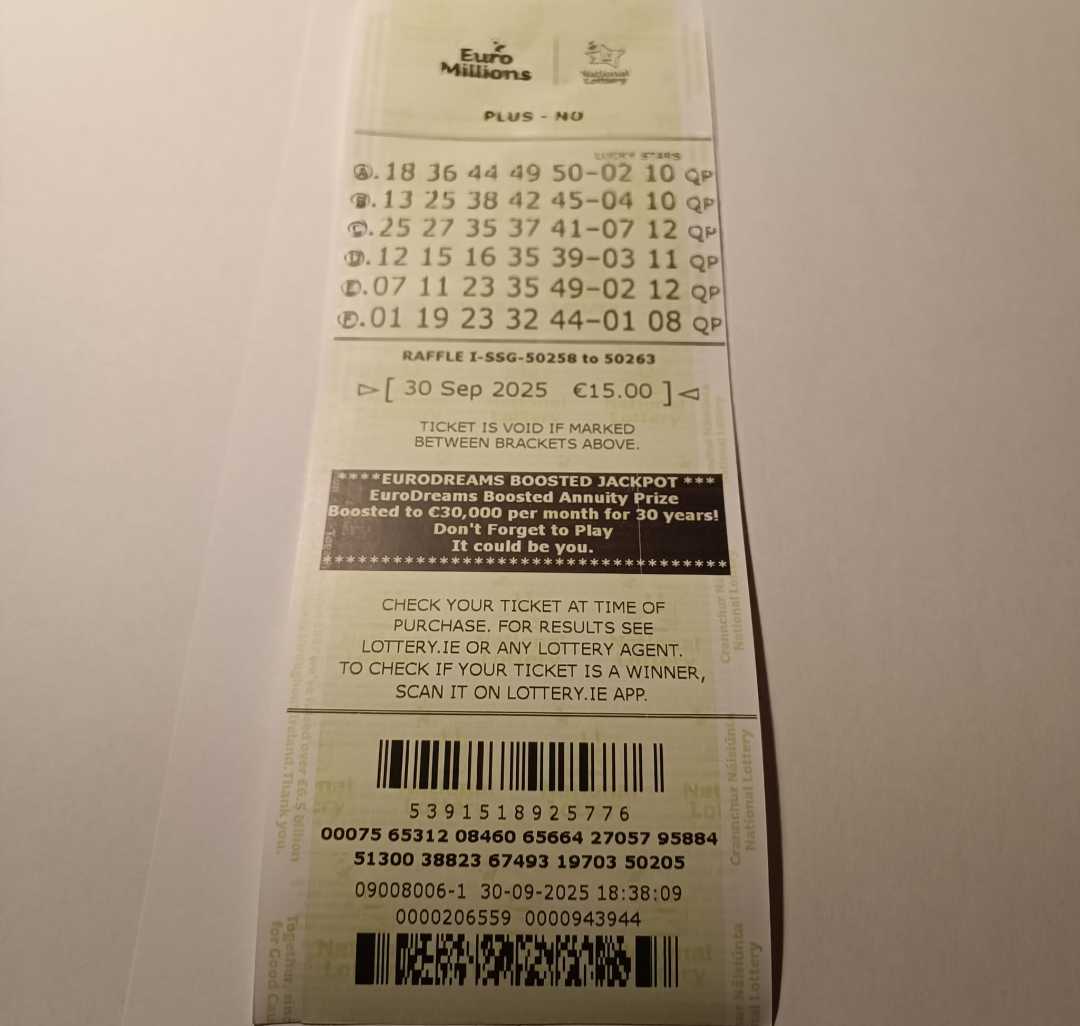 Euro
Millions
National
Lottery
PLUS - NO
LUCKY STARS
A. 18 36 44 49 50-02 10 QP
B. 13 25 38 42 45-04 10 QP
C. 25 27 35 37 41-07 12 QP
D. 12 15 16 35 39-03 11 QP
E. 07 11 23 35 49-02 12 QP
F. 01 19 23 32 44-01 08 QP
RAFFLE I-SSG-50258 to 50263
[ 30 Sep 2025 €15.00 ]
TICKET IS VOID IF MARKED
BETWEEN BRACKETS ABOVE.
****EURODREAMS BOOSTED JACKPOT ***
EuroDreams Boosted Annuity Prize
Boosted to €30,000 per month for 30 years!
Don't Forget to Play
It could be you.
CHECK YOUR TICKET AT TIME OF
PURCHASE. FOR RESULTS SEE
LOTTERY.IE OR ANY LOTTERY AGENT.
TO CHECK IF YOUR TICKET IS A WINNER,
SCAN IT ON LOTTERY.IE APP.
5391518925776
00075 65312 08460 65664 27057 95884
51300 38823 67493 19703 50205
09008006-1 30-09-2025 18:38:09
0000206559 0000943944
Crannchur Náisiúnta
National Lottery